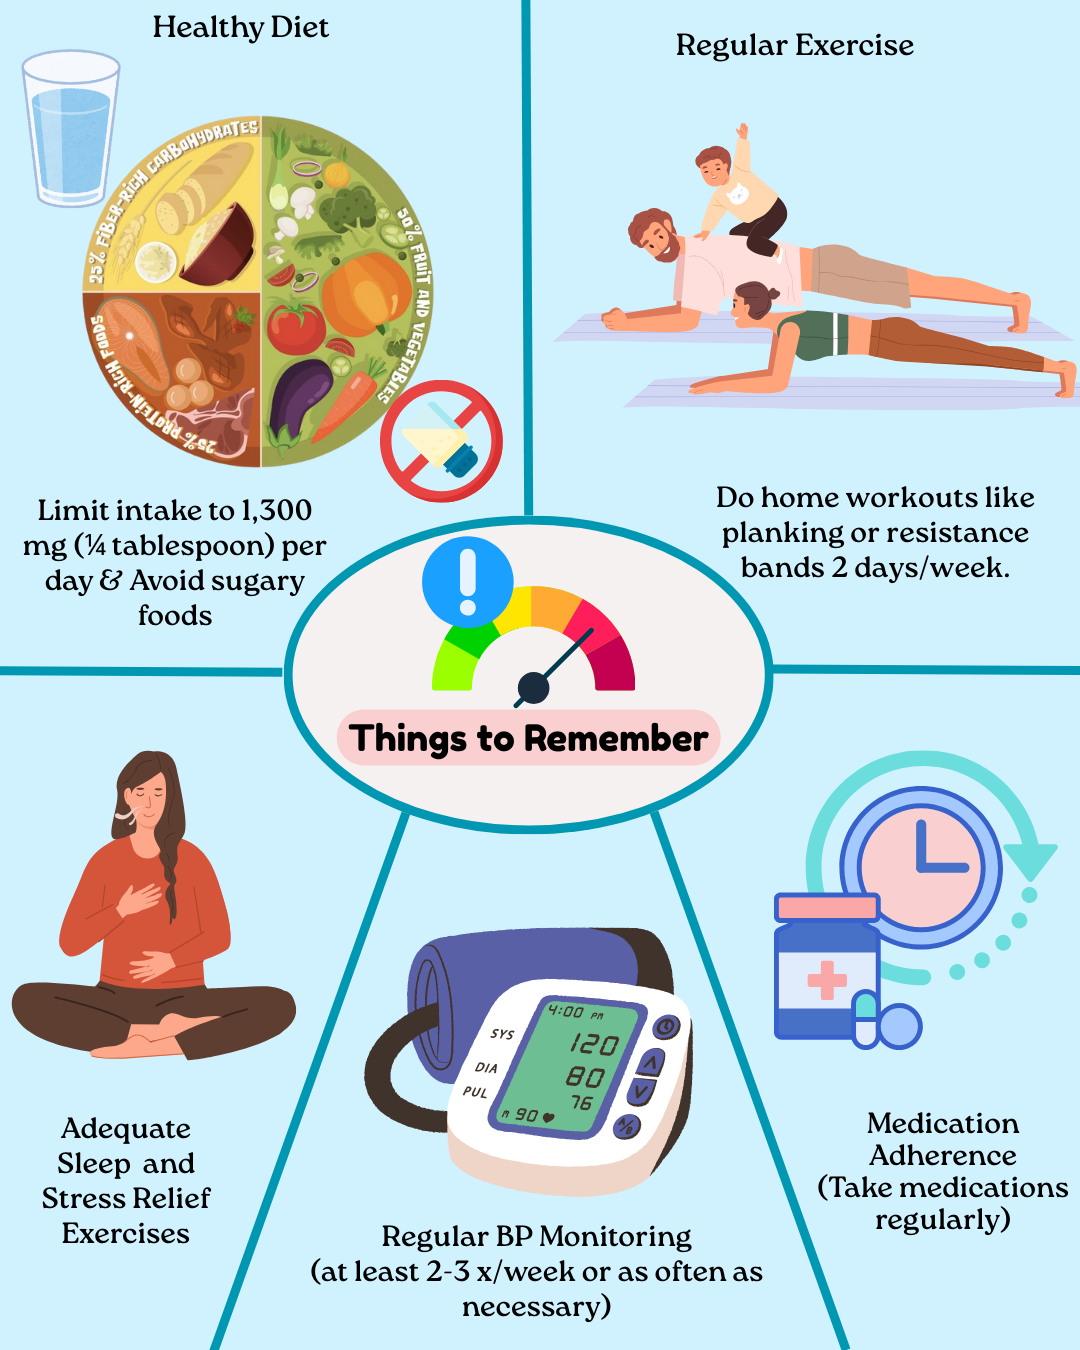 Healthy Diet
25% FIBER-RICH CARBOHYDRATES
50% FRUIT AND VEGETABLES
25% PROTEIN-RICH FOODS
Limit intake to 1,300
mg (¼ tablespoon) per
day & Avoid sugary
foods
Regular Exercise
Do home workouts like
planking or resistance
bands 2 days/week.
Things to Remember
Adequate
Sleep and
Stress Relief
Exercises
4:00 PM
SYS 120
DIA 80
PUL 76
M 90
A/B
Regular BP Monitoring
(at least 2-3 x/week or as often as
necessary)
Medication
Adherence
(Take medications
regularly)